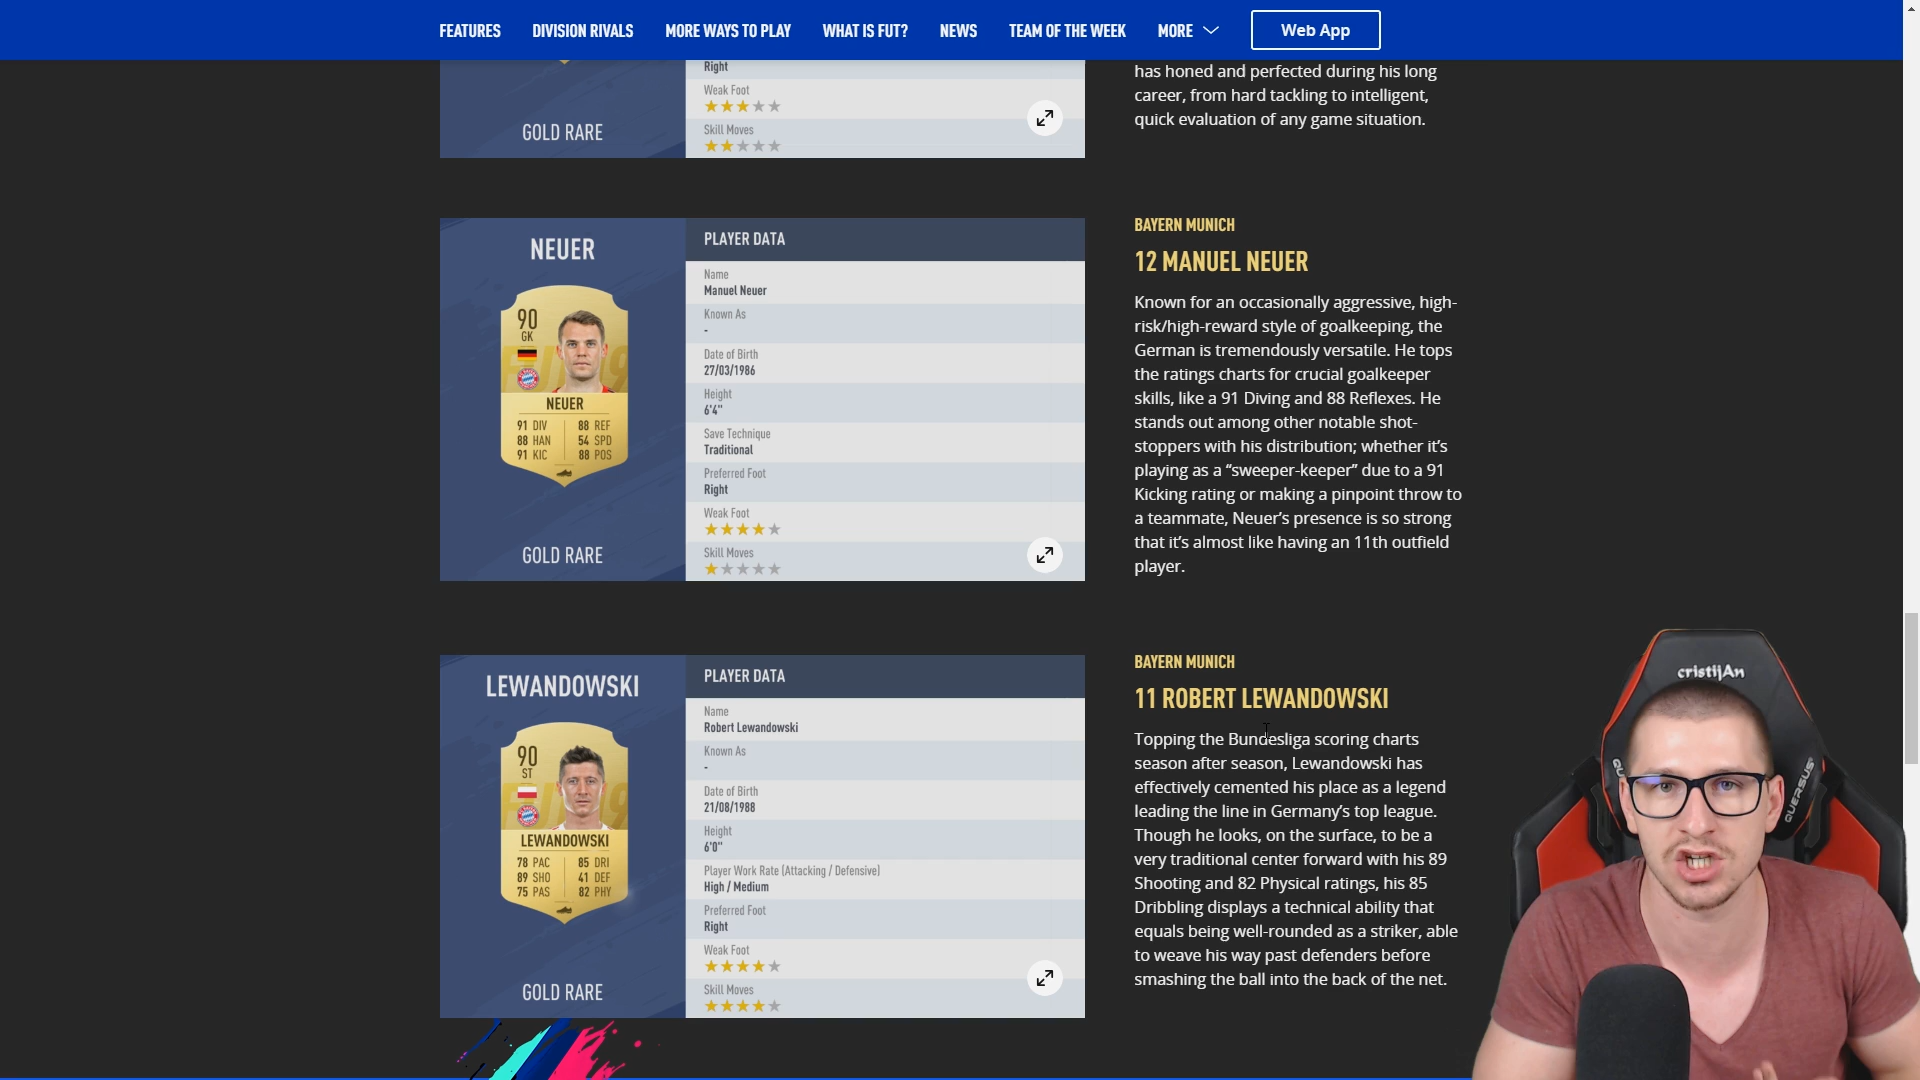 FEATURES
DIVISION RIVALS
MORE WAYS TO PLAY
WHAT IS FUT?
NEWS
TEAM OF THE WEEK
MORE
Web App
GOLD RARE
Right
Weak Foot
Skill Moves
has honed and perfected during his long
career, from hard tackling to intelligent,
quick evaluation of any game situation.
NEUER
90
GK
NEUER
91 DIV 88 REF
88 HAN 54 SPD
91 KIC 88 POS
GOLD RARE
PLAYER DATA
Name
Manuel Neuer
Known As
-
Date of Birth
27/03/1986
Height
6'4"
Save Technique
Traditional
Preferred Foot
Right
Weak Foot
Skill Moves
BAYERN MUNICH
12 MANUEL NEUER
Known for an occasionally aggressive, high-
risk/high-reward style of goalkeeping, the
German is tremendously versatile. He tops
the ratings charts for crucial goalkeeper
skills, like a 91 Diving and 88 Reflexes. He
stands out among other notable shot-
stoppers with his distribution; whether it’s
playing as a “sweeper-keeper” due to a 91
Kicking rating or making a pinpoint throw to
a teammate, Neuer’s presence is so strong
that it’s almost like having an 11th outfield
player.
LEWANDOWSKI
90
ST
LEWANDOWSKI
78 PAC 85 DRI
89 SHO 41 DEF
75 PAS 82 PHY
GOLD RARE
PLAYER DATA
Name
Robert Lewandowski
Known As
-
Date of Birth
21/08/1988
Height
6'0"
Player Work Rate (Attacking / Defensive)
High / Medium
Preferred Foot
Right
Weak Foot
Skill Moves
BAYERN MUNICH
11 ROBERT LEWANDOWSKI
Topping the Bundesliga scoring charts
season after season, Lewandowski has
effectively cemented his place as a legend
leading the line in Germany’s top league.
Though he looks, on the surface, to be a
very traditional center forward with his 89
Shooting and 82 Physical ratings, his 85
Dribbling displays a technical ability that
equals being well-rounded as a striker, able
to weave his way past defenders before
smashing the ball into the back of the net.
cristijAn
QUERSUS